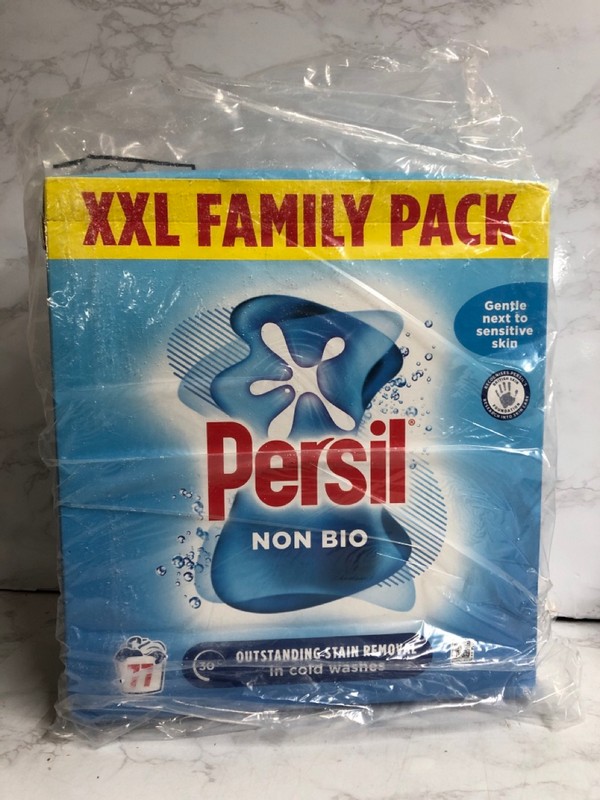 XXL FAMILY PACK
Gentle
next to
sensitive
skin
Persil®
NON BIO
77
30°
OUTSTANDING STAIN REMOVAL
in cold washes